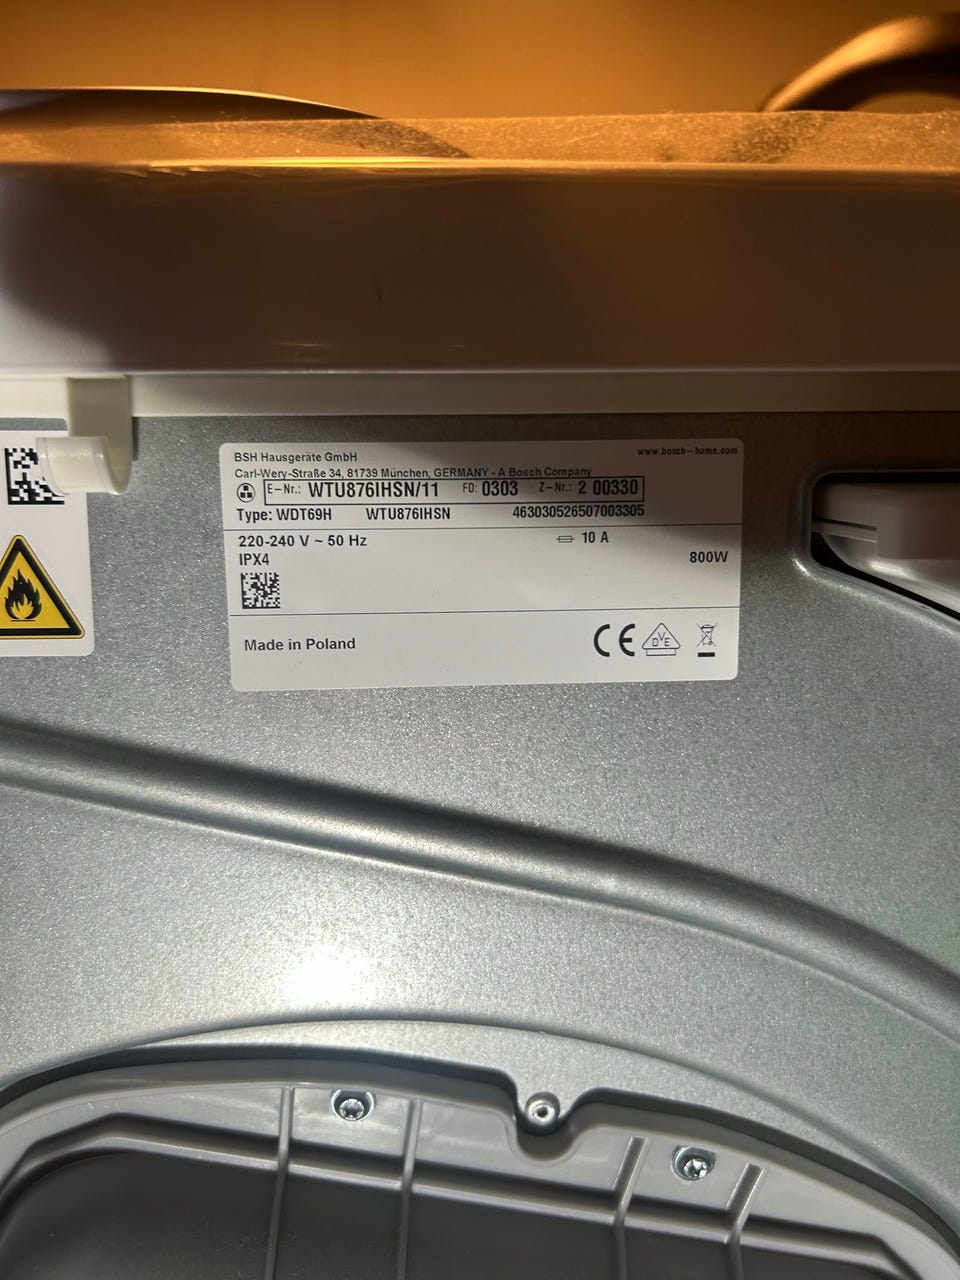 BSH Hausgeräte GmbH
www.bosch-home.com
Carl-Wery-Straße 34, 81739 München, GERMANY - A Bosch Company
E-Nr.: WTU876IHSN/11 FD: 0303 Z-Nr.: 2 00330
Type: WDT69H WTU876IHSN 463030526507003305
220-240 V ~ 50 Hz 10 A
IPX4 800W
Made in Poland CE DVE